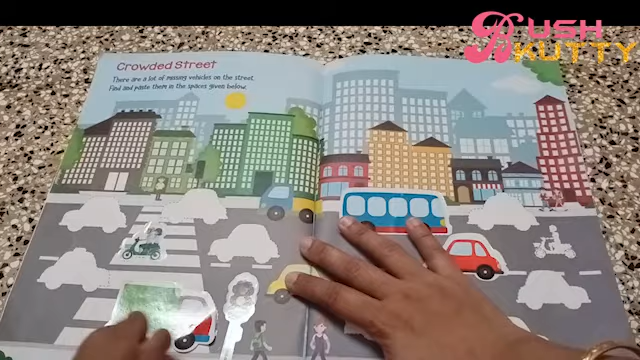 Crowded Street
There are a lot of missing vehicles on the street.
Find and paste them in the spaces given below.
RUSH
KUTTY